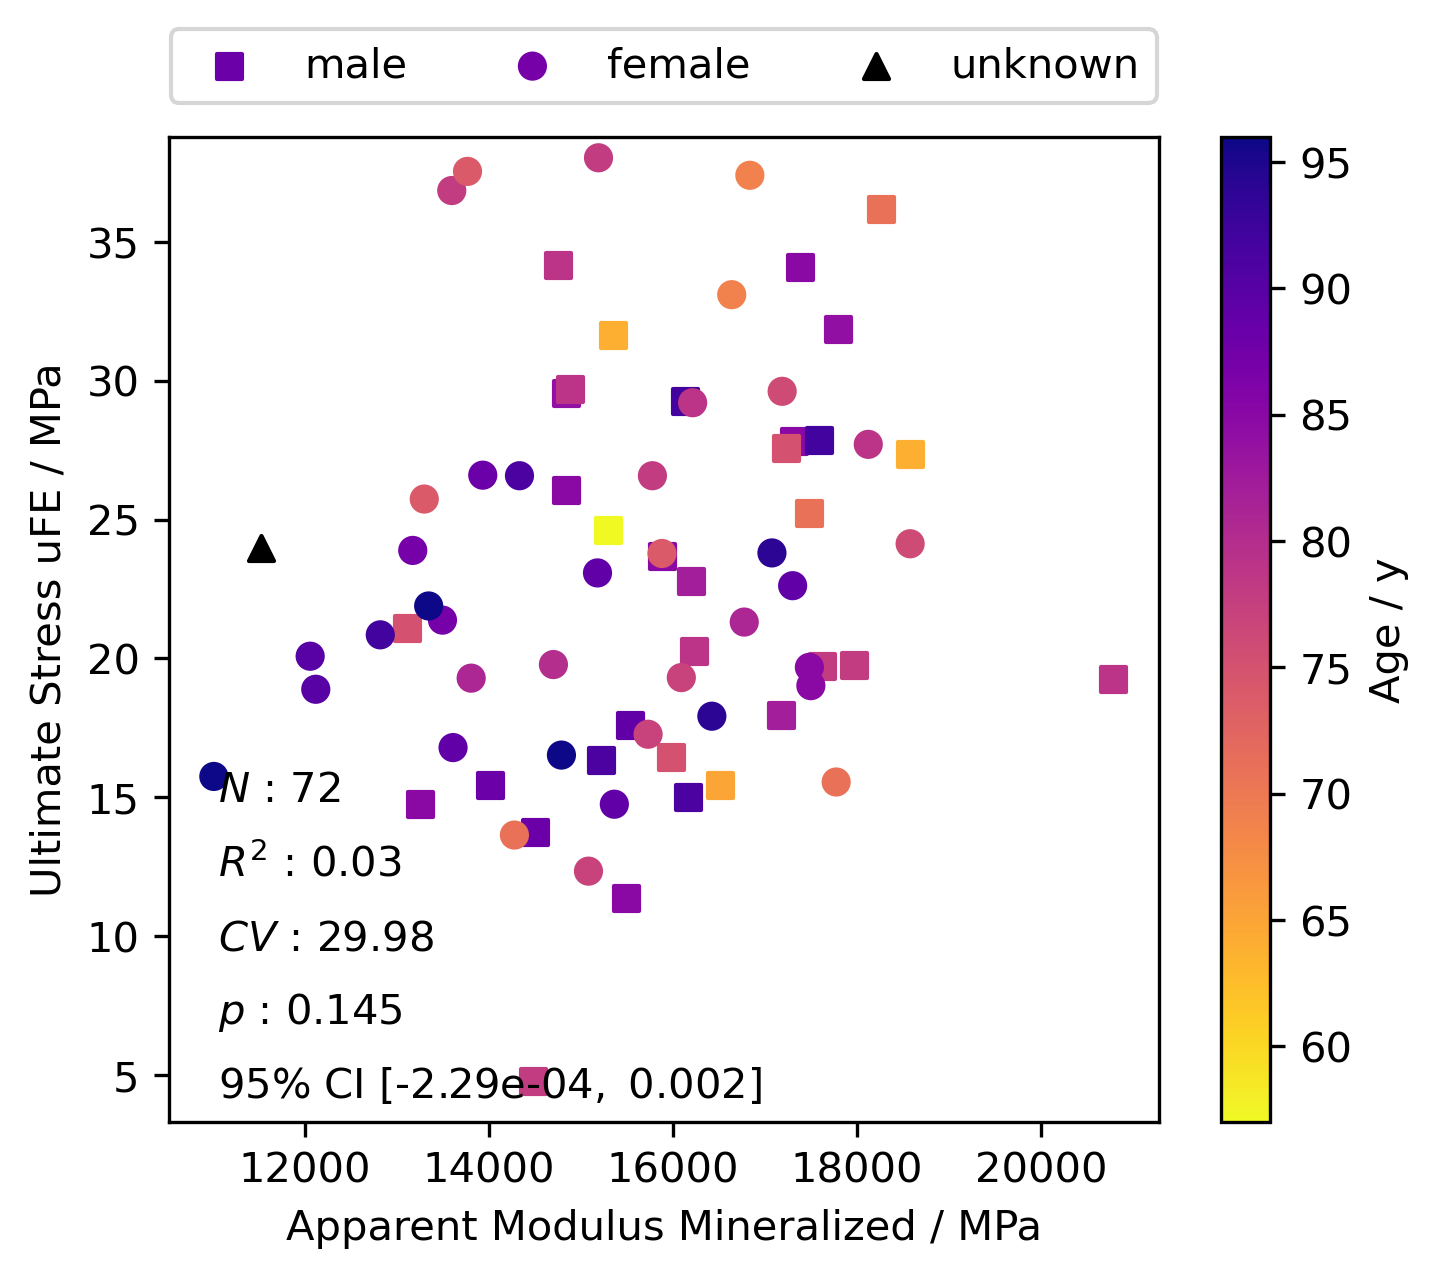 male female unknown
35
30
25
20
15
10
5
Ultimate Stress uFE / MPa
N : 72
R² : 0.03
CV : 29.98
p : 0.145
95% CI [-2.29e-04, 0.002]
12000 14000 16000 18000 20000
Apparent Modulus Mineralized / MPa
95
90
85
80
75
70
65
60
Age / y